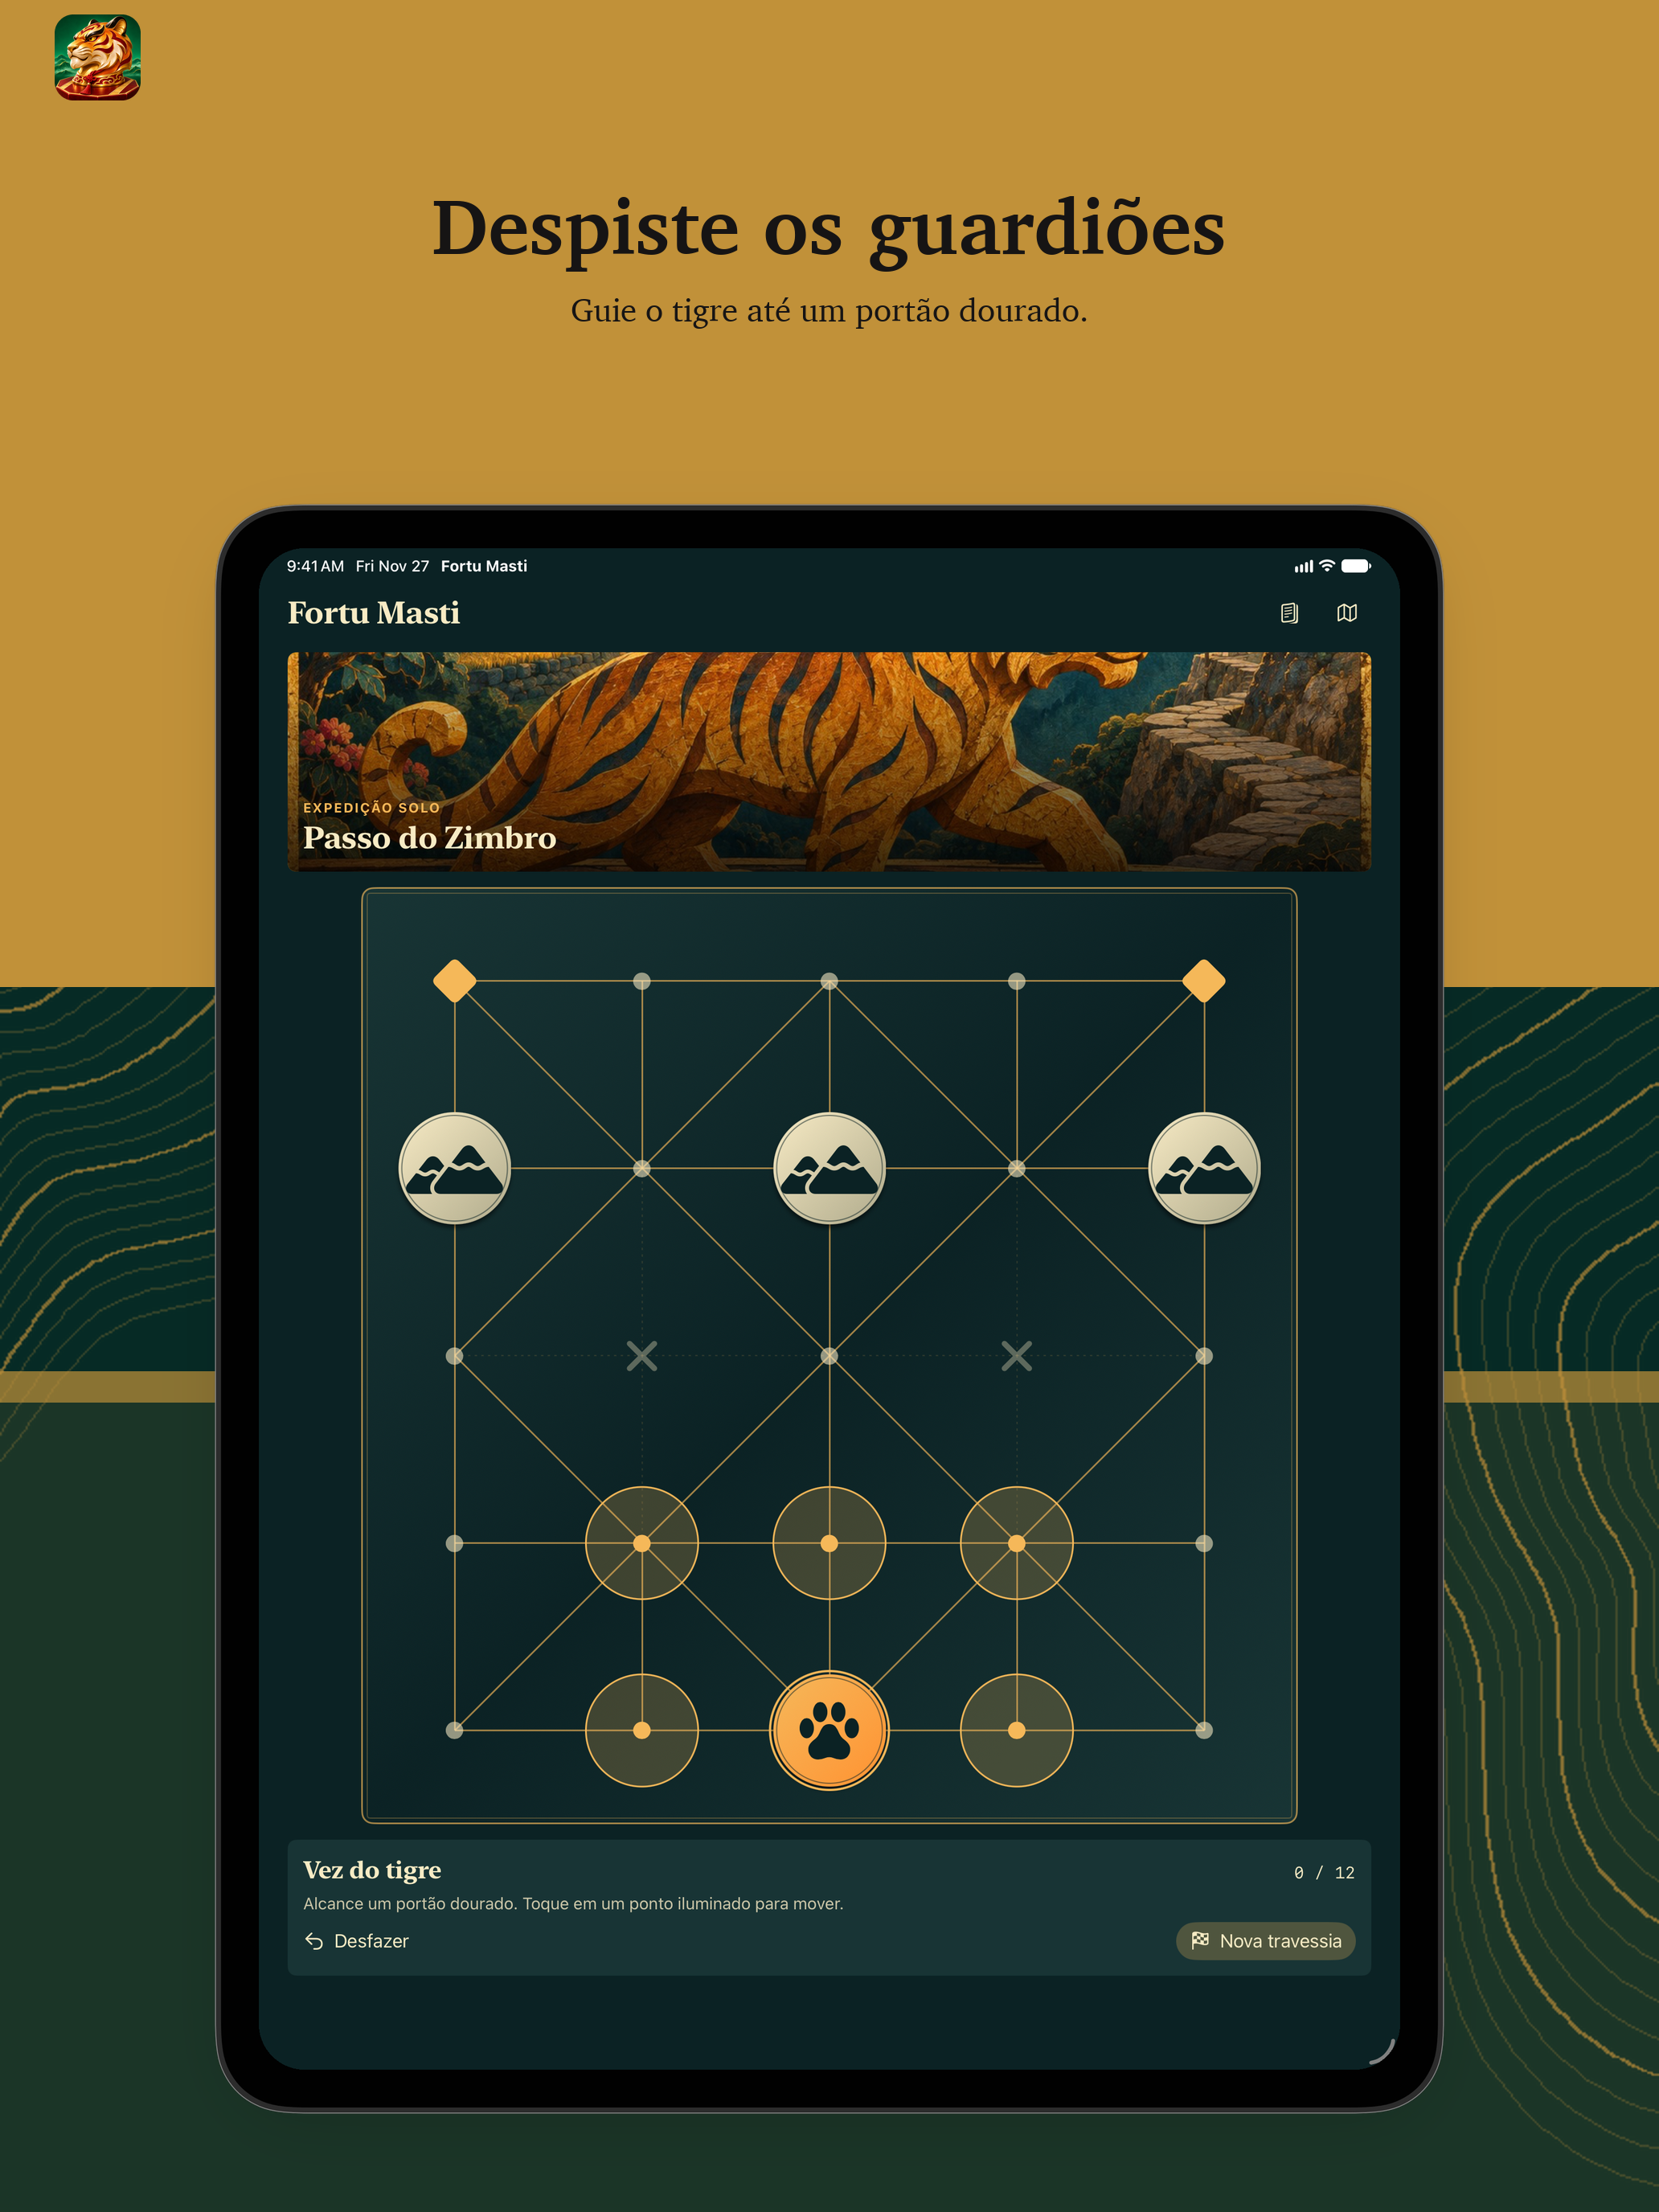 Despiste os guardiões
Guie o tigre até um portão dourado.
9:41 AM Fri Nov 27 Fortu Masti
Fortu Masti
EXPEDIÇÃO SOLO
Passo do Zimbro
Vez do tigre
0 / 12
Alcance um portão dourado. Toque em um ponto iluminado para mover.
Desfazer
Nova travessia